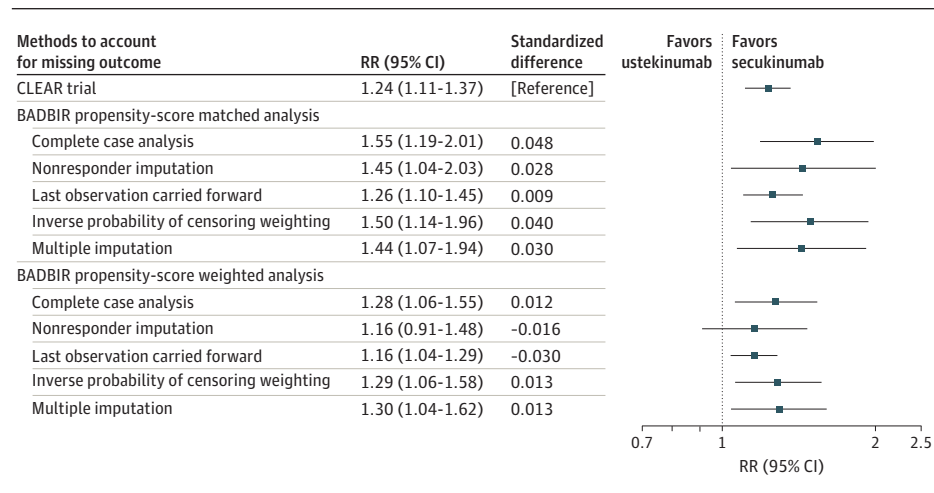 Methods to account for missing outcome RR (95% CI) Standardized difference Favors ustekinumab Favors secukinumab
CLEAR trial 1.24 (1.11-1.37) [Reference]
BADBIR propensity-score matched analysis
Complete case analysis 1.55 (1.19-2.01) 0.048
Nonresponder imputation 1.45 (1.04-2.03) 0.028
Last observation carried forward 1.26 (1.10-1.45) 0.009
Inverse probability of censoring weighting 1.50 (1.14-1.96) 0.040
Multiple imputation 1.44 (1.07-1.94) 0.030
BADBIR propensity-score weighted analysis
Complete case analysis 1.28 (1.06-1.55) 0.012
Nonresponder imputation 1.16 (0.91-1.48) -0.016
Last observation carried forward 1.16 (1.04-1.29) -0.030
Inverse probability of censoring weighting 1.29 (1.06-1.58) 0.013
Multiple imputation 1.30 (1.04-1.62) 0.013
0.7 1 2 2.5
RR (95% CI)